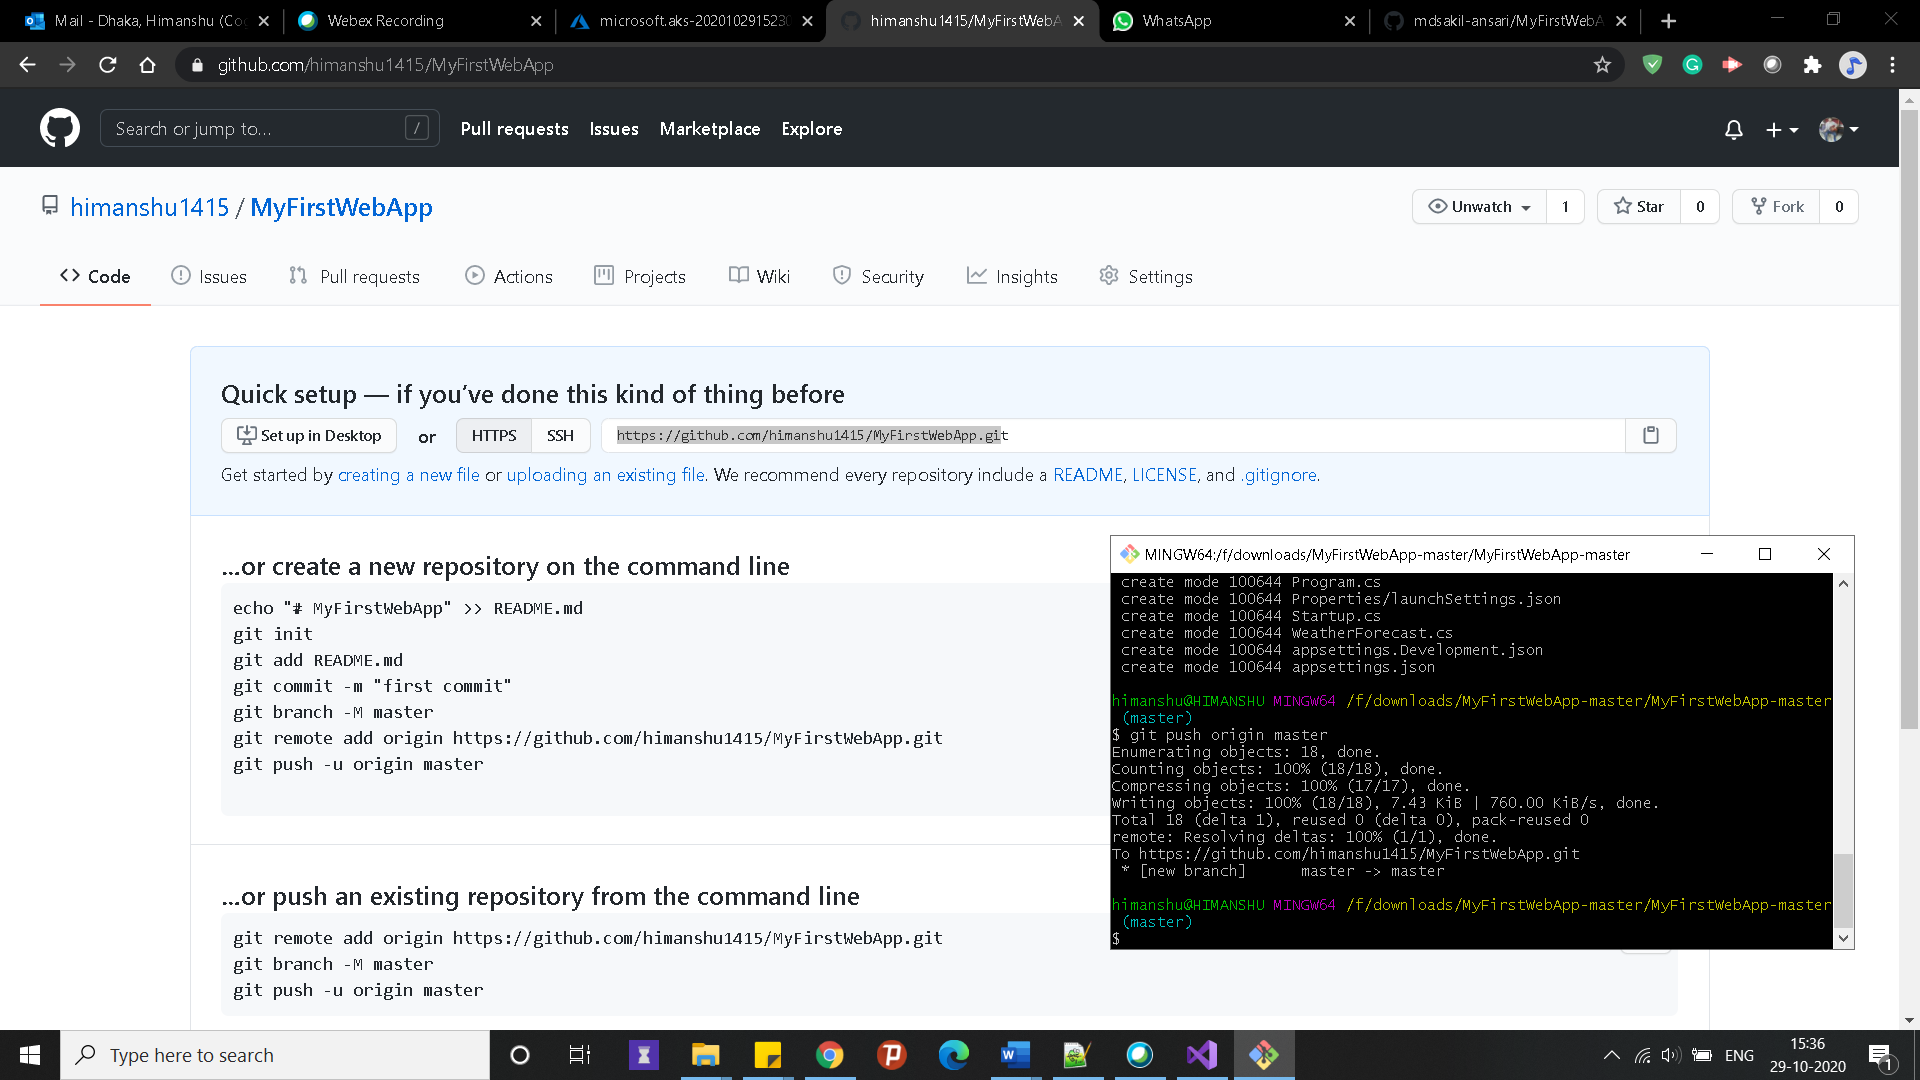 Mail - Dhaka, Himanshu (Co
Webex Recording
microsoft.aks-2020102915230
himanshu1415/MyFirstWebA
WhatsApp
mdsakil-ansari/MyFirstWebA
github.com/himanshu1415/MyFirstWebApp
Search or jump to...
/
Pull requests
Issues
Marketplace
Explore
himanshu1415 / MyFirstWebApp
Unwatch
1
Star
0
Fork
0
Code
Issues
Pull requests
Actions
Projects
Wiki
Security
Insights
Settings
Quick setup — if you’ve done this kind of thing before
Set up in Desktop
or
HTTPS
SSH
https://github.com/himanshu1415/MyFirstWebApp.git
Get started by creating a new file or uploading an existing file. We recommend every repository include a README, LICENSE, and .gitignore.
...or create a new repository on the command line
echo "# MyFirstWebApp" >> README.md
git init
git add README.md
git commit -m "first commit"
git branch -M master
git remote add origin https://github.com/himanshu1415/MyFirstWebApp.git
git push -u origin master
...or push an existing repository from the command line
git remote add origin https://github.com/himanshu1415/MyFirstWebApp.git
git branch -M master
git push -u origin master
MINGW64:/f/downloads/MyFirstWebApp-master/MyFirstWebApp-master
create mode 100644 Program.cs
create mode 100644 Properties/launchSettings.json
create mode 100644 Startup.cs
create mode 100644 WeatherForecast.cs
create mode 100644 appsettings.Development.json
create mode 100644 appsettings.json
himanshu@HIMANSHU MINGW64 /f/downloads/MyFirstWebApp-master/MyFirstWebApp-master
(master)
$ git push origin master
Enumerating objects: 18, done.
Counting objects: 100% (18/18), done.
Compressing objects: 100% (17/17), done.
Writing objects: 100% (18/18), 7.43 KiB | 760.00 KiB/s, done.
Total 18 (delta 1), reused 0 (delta 0), pack-reused 0
remote: Resolving deltas: 100% (1/1), done.
To https://github.com/himanshu1415/MyFirstWebApp.git
* [new branch]      master -> master
himanshu@HIMANSHU MINGW64 /f/downloads/MyFirstWebApp-master/MyFirstWebApp-master
(master)
$
Type here to search
ENG
15:36
29-10-2020
1